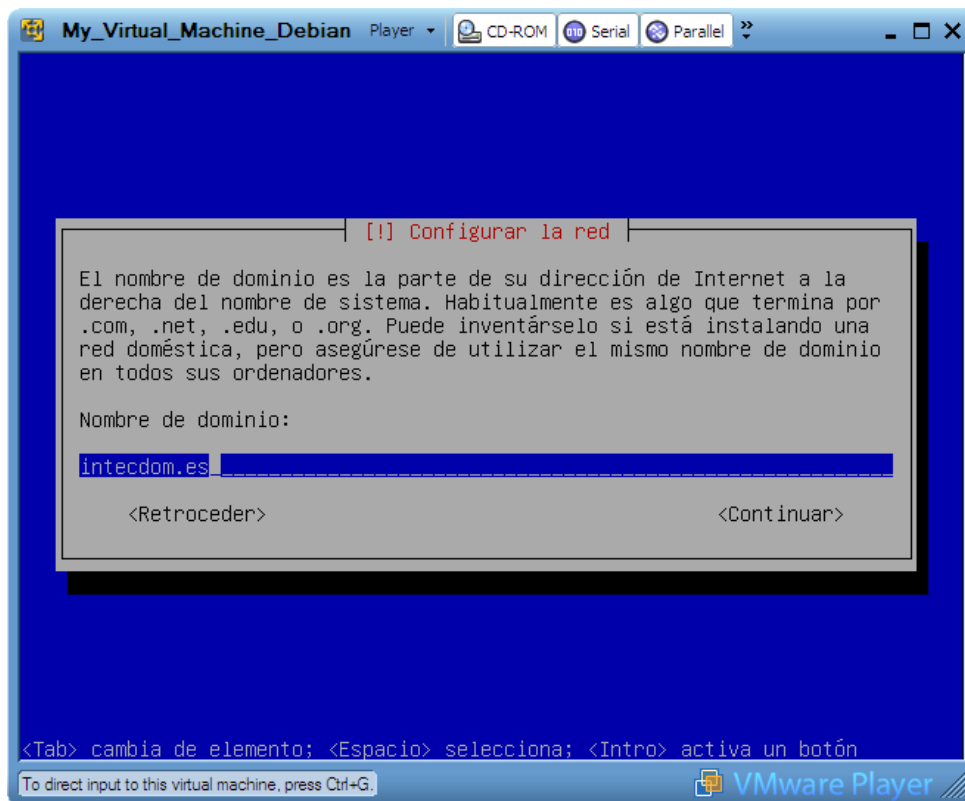 My_Virtual_Machine_Debian Player CD-ROM Serial Parallel
[!] Configurar la red
El nombre de dominio es la parte de su dirección de Internet a la
derecha del nombre de sistema. Habitualmente es algo que termina por
.com, .net, .edu, o .org. Puede inventárselo si está instalando una
red doméstica, pero asegúrese de utilizar el mismo nombre de dominio
en todos sus ordenadores.
Nombre de dominio:
intecdom.es
<Retroceder> <Continuar>
<Tab> cambia de elemento; <Espacio> selecciona; <Intro> activa un botón
To direct input to this virtual machine, press Ctrl+G. VMware Player